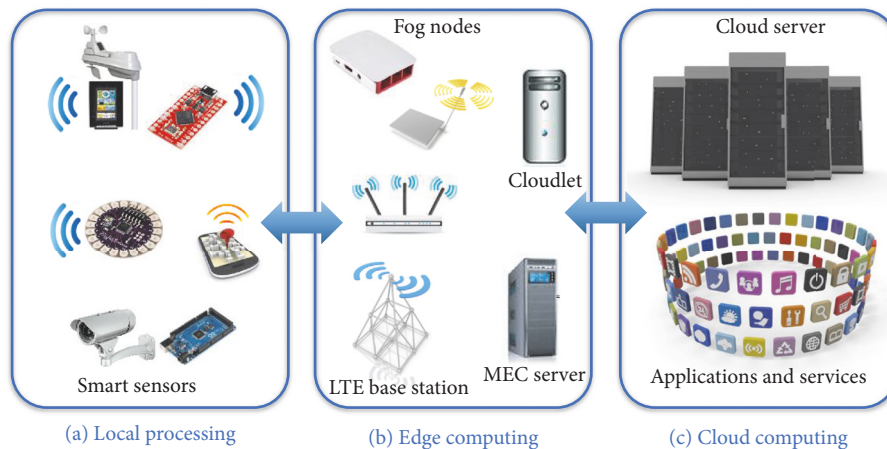 Fog nodes
Cloud server
Cloudlet
Smart sensors
LTE base station
MEC server
Applications and services
(a) Local processing
(b) Edge computing
(c) Cloud computing